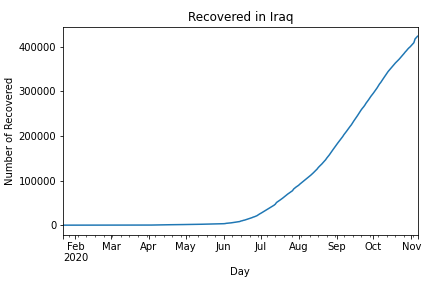 Recovered in Iraq
Number of Recovered
400000
300000
200000
100000
0
Feb Mar Apr May Jun Jul Aug Sep Oct Nov
2020
Day